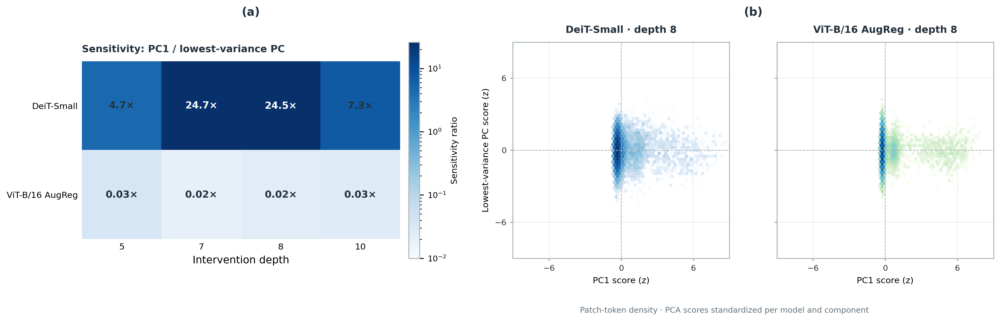 (a)
Sensitivity: PC1 / lowest-variance PC
DeiT-Small
4.7×
24.7×
24.5×
7.3×
ViT-B/16 AugReg
0.03×
0.02×
0.02×
0.03×
5
7
8
10
Intervention depth
10¹
10⁰
10⁻¹
10⁻²
Sensitivity ratio
(b)
DeiT-Small · depth 8
6
0
−6
Lowest-variance PC score (z)
−6
0
6
PC1 score (z)
ViT-B/16 AugReg · depth 8
−6
0
6
PC1 score (z)
Patch-token density · PCA scores standardized per model and component